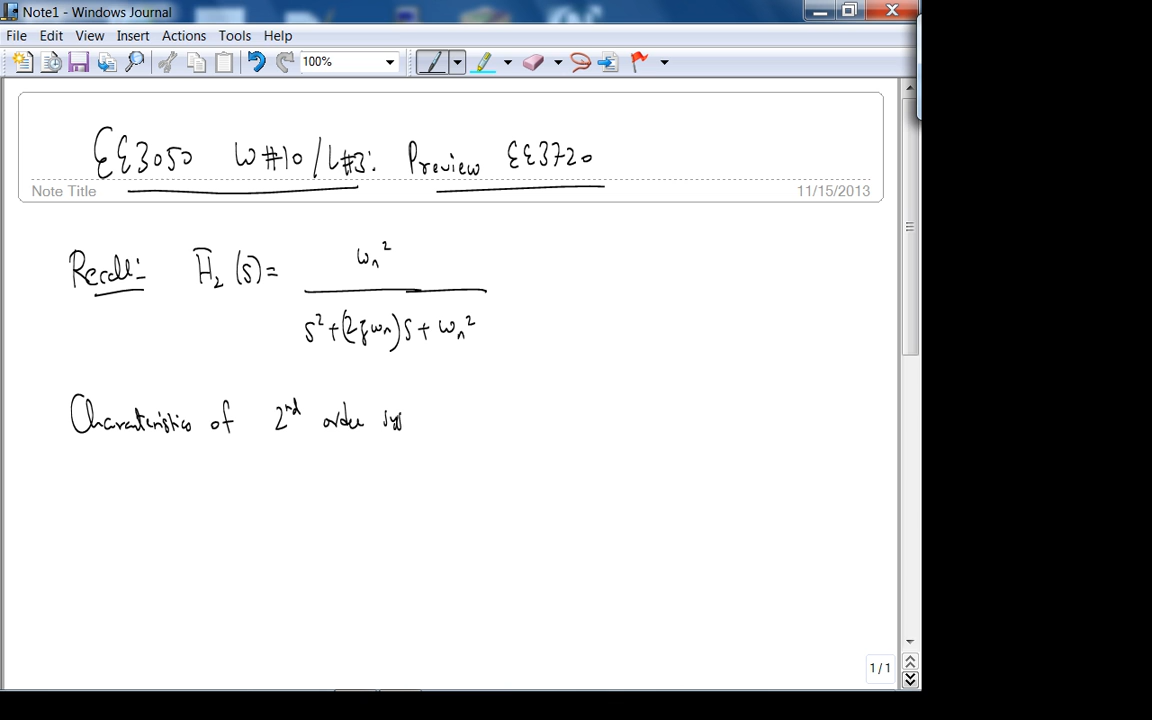 Note1 - Windows Journal
File Edit View Insert Actions Tools Help
100%
EE3050 W#10/L#3: Preview EE3720
Note Title 11/15/2013
Recall:- H₂(s) = ωₙ²
s²+(2ξωₙ)s+ωₙ²
Characteristics of 2nd order sys
1/1